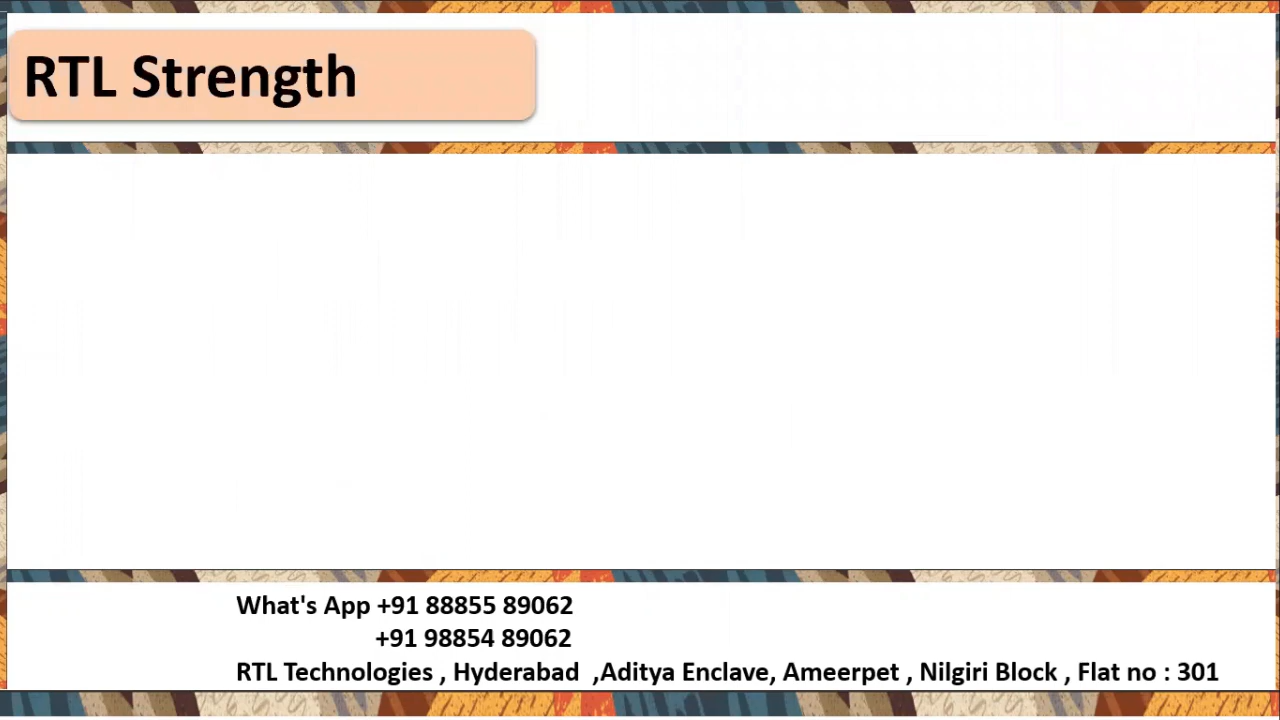 RTL Strength
What's App +91 88855 89062
+91 98854 89062
RTL Technologies , Hyderabad  ,Aditya Enclave, Ameerpet , Nilgiri Block , Flat no : 301